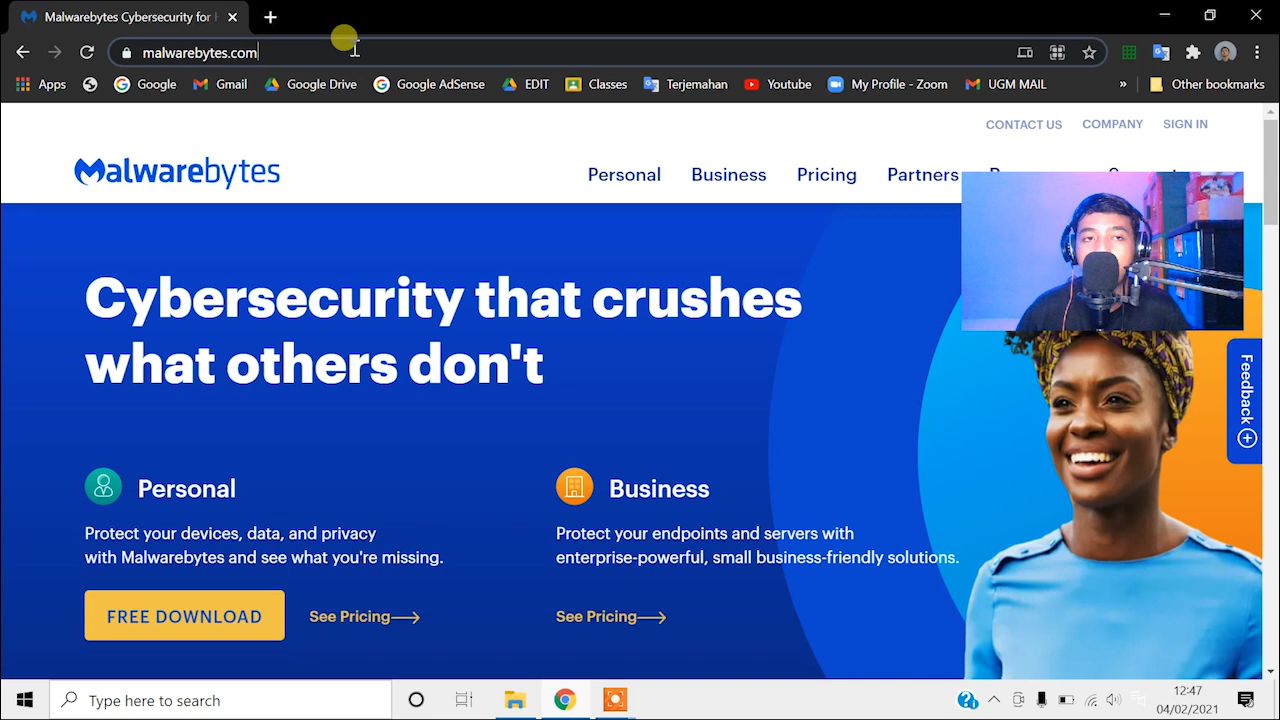 Malwarebytes Cybersecurity for
malwarebytes.com
Apps
Google
Gmail
Google Drive
Google AdSense
EDIT
Classes
Terjemahan
Youtube
My Profile - Zoom
UGM MAIL
»
Other bookmarks
CONTACT US
COMPANY
SIGN IN
Malwarebytes
Personal
Business
Pricing
Partners
Cybersecurity that crushes
what others don't
Feedback
Personal
Business
Protect your devices, data, and privacy
with Malwarebytes and see what you're missing.
Protect your endpoints and servers with
enterprise-powerful, small business-friendly solutions.
FREE DOWNLOAD
See Pricing
See Pricing
Type here to search
12:47
04/02/2021